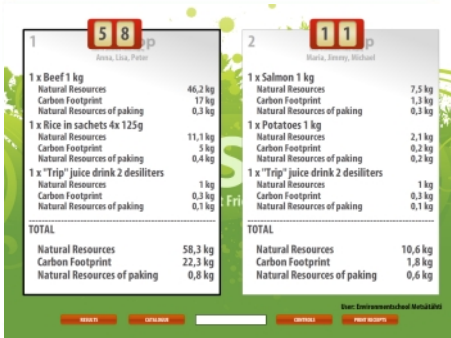 58
1
Anna, Lisa, Peter
1 x Beef 1 kg
Natural Resources 46,2 kg
Carbon Footprint 17 kg
Natural Resources of paking 0,3 kg
1 x Rice in sachets 4x 125g
Natural Resources 11,1 kg
Carbon Footprint 5 kg
Natural Resources of paking 0,4 kg
1 x "Trip" juice drink 2 desiliters
Natural Resources 1 kg
Carbon Footprint 0,3 kg
Natural Resources of paking 0,1 kg
TOTAL
Natural Resources 58,3 kg
Carbon Footprint 22,3 kg
Natural Resources of paking 0,8 kg
11
2
Maria, Jimmy, Michael
1 x Salmon 1 kg
Natural Resources 7,5 kg
Carbon Footprint 1,3 kg
Natural Resources of paking 0,3 kg
1 x Potatoes 1 kg
Natural Resources 2,1 kg
Carbon Footprint 0,2 kg
Natural Resources of paking 0,2 kg
1 x "Trip" juice drink 2 desiliters
Natural Resources 1 kg
Carbon Footprint 0,3 kg
Natural Resources of paking 0,1 kg
TOTAL
Natural Resources 10,6 kg
Carbon Footprint 1,8 kg
Natural Resources of paking 0,6 kg
User: Environmentschool Metsätähti
RESULTS
CATALOGUE
CONTROLS
PRINT RECEIPTS